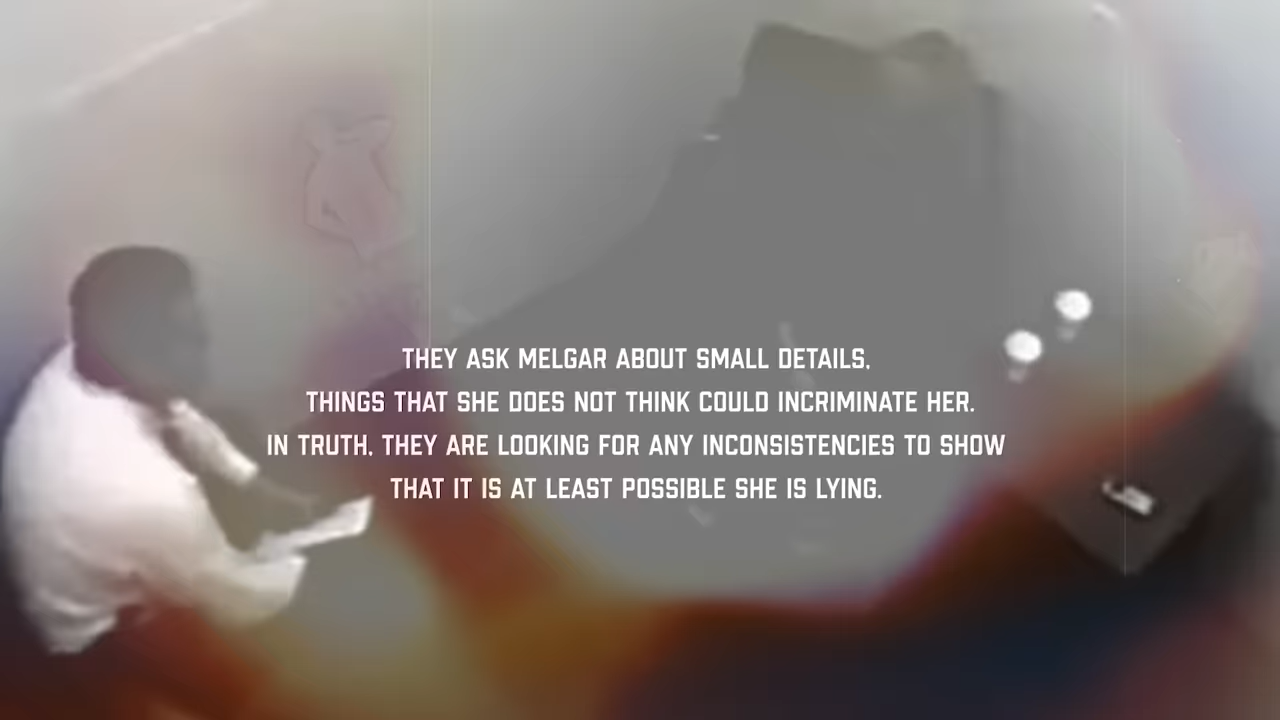 THEY ASK MELGAR ABOUT SMALL DETAILS,
THINGS THAT SHE DOES NOT THINK COULD INCRIMINATE HER.
IN TRUTH, THEY ARE LOOKING FOR ANY INCONSISTENCIES TO SHOW
THAT IT IS AT LEAST POSSIBLE SHE IS LYING.